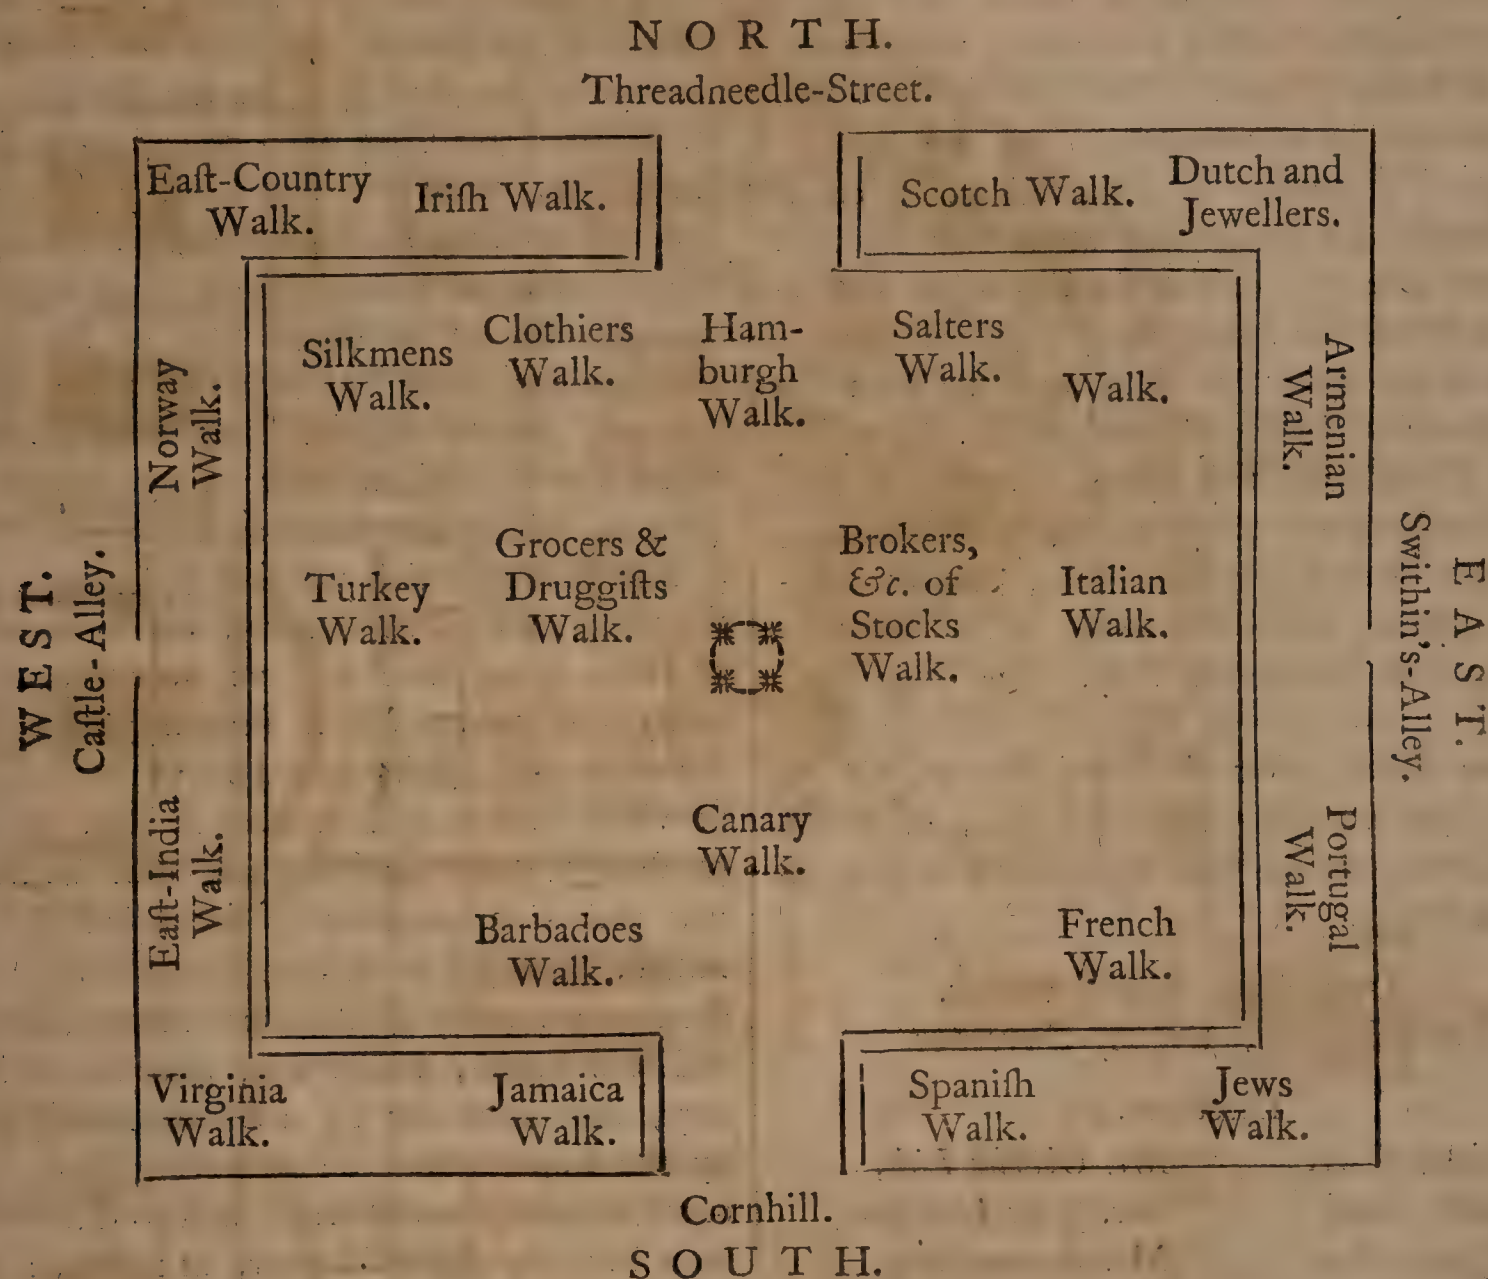 NORTH.
Threadneedle-Street.
Eaſt-Country
Walk.
Iriſh Walk.
Scotch Walk.
Dutch and
Jewellers.
Silkmens
Walk.
Clothiers
Walk.
Ham-
burgh
Walk.
Salters
Walk.
Walk.
Norway
Walk.
Armenian
Walk.
WEST.
Caſtle-Alley.
Turkey
Walk.
Grocers &
Druggiſts
Walk.
Brokers,
&c. of
Stocks
Walk.
Italian
Walk.
Swithin's-Alley.
EAST.
Eaſt-India
Walk.
Canary
Walk.
Portugal
Walk.
Barbadoes
Walk.
French
Walk.
Virginia
Walk.
Jamaica
Walk.
Spaniſh
Walk.
Jews
Walk.
Cornhill.
SOUTH.